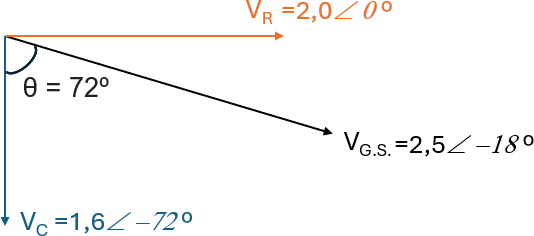 V_R =2,0∠0º
θ = 72º
V_G.S.=2,5∠−18º
V_C =1,6∠−72º